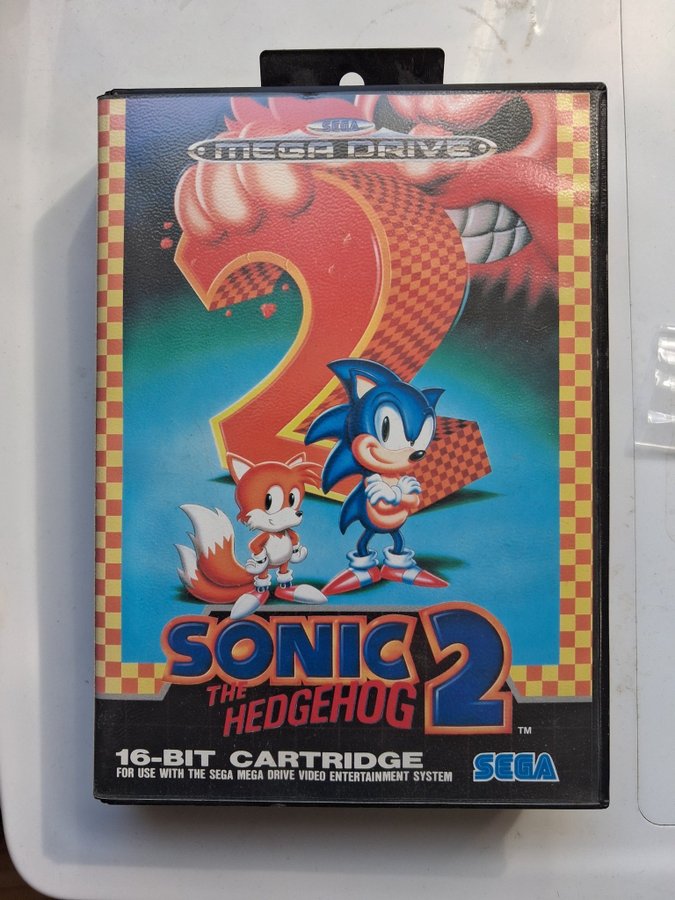 SEGA
MEGA DRIVE
2
SONIC 2
THE
HEDGEHOG
TM
16-BIT CARTRIDGE
FOR USE WITH THE SEGA MEGA DRIVE VIDEO ENTERTAINMENT SYSTEM
SEGA